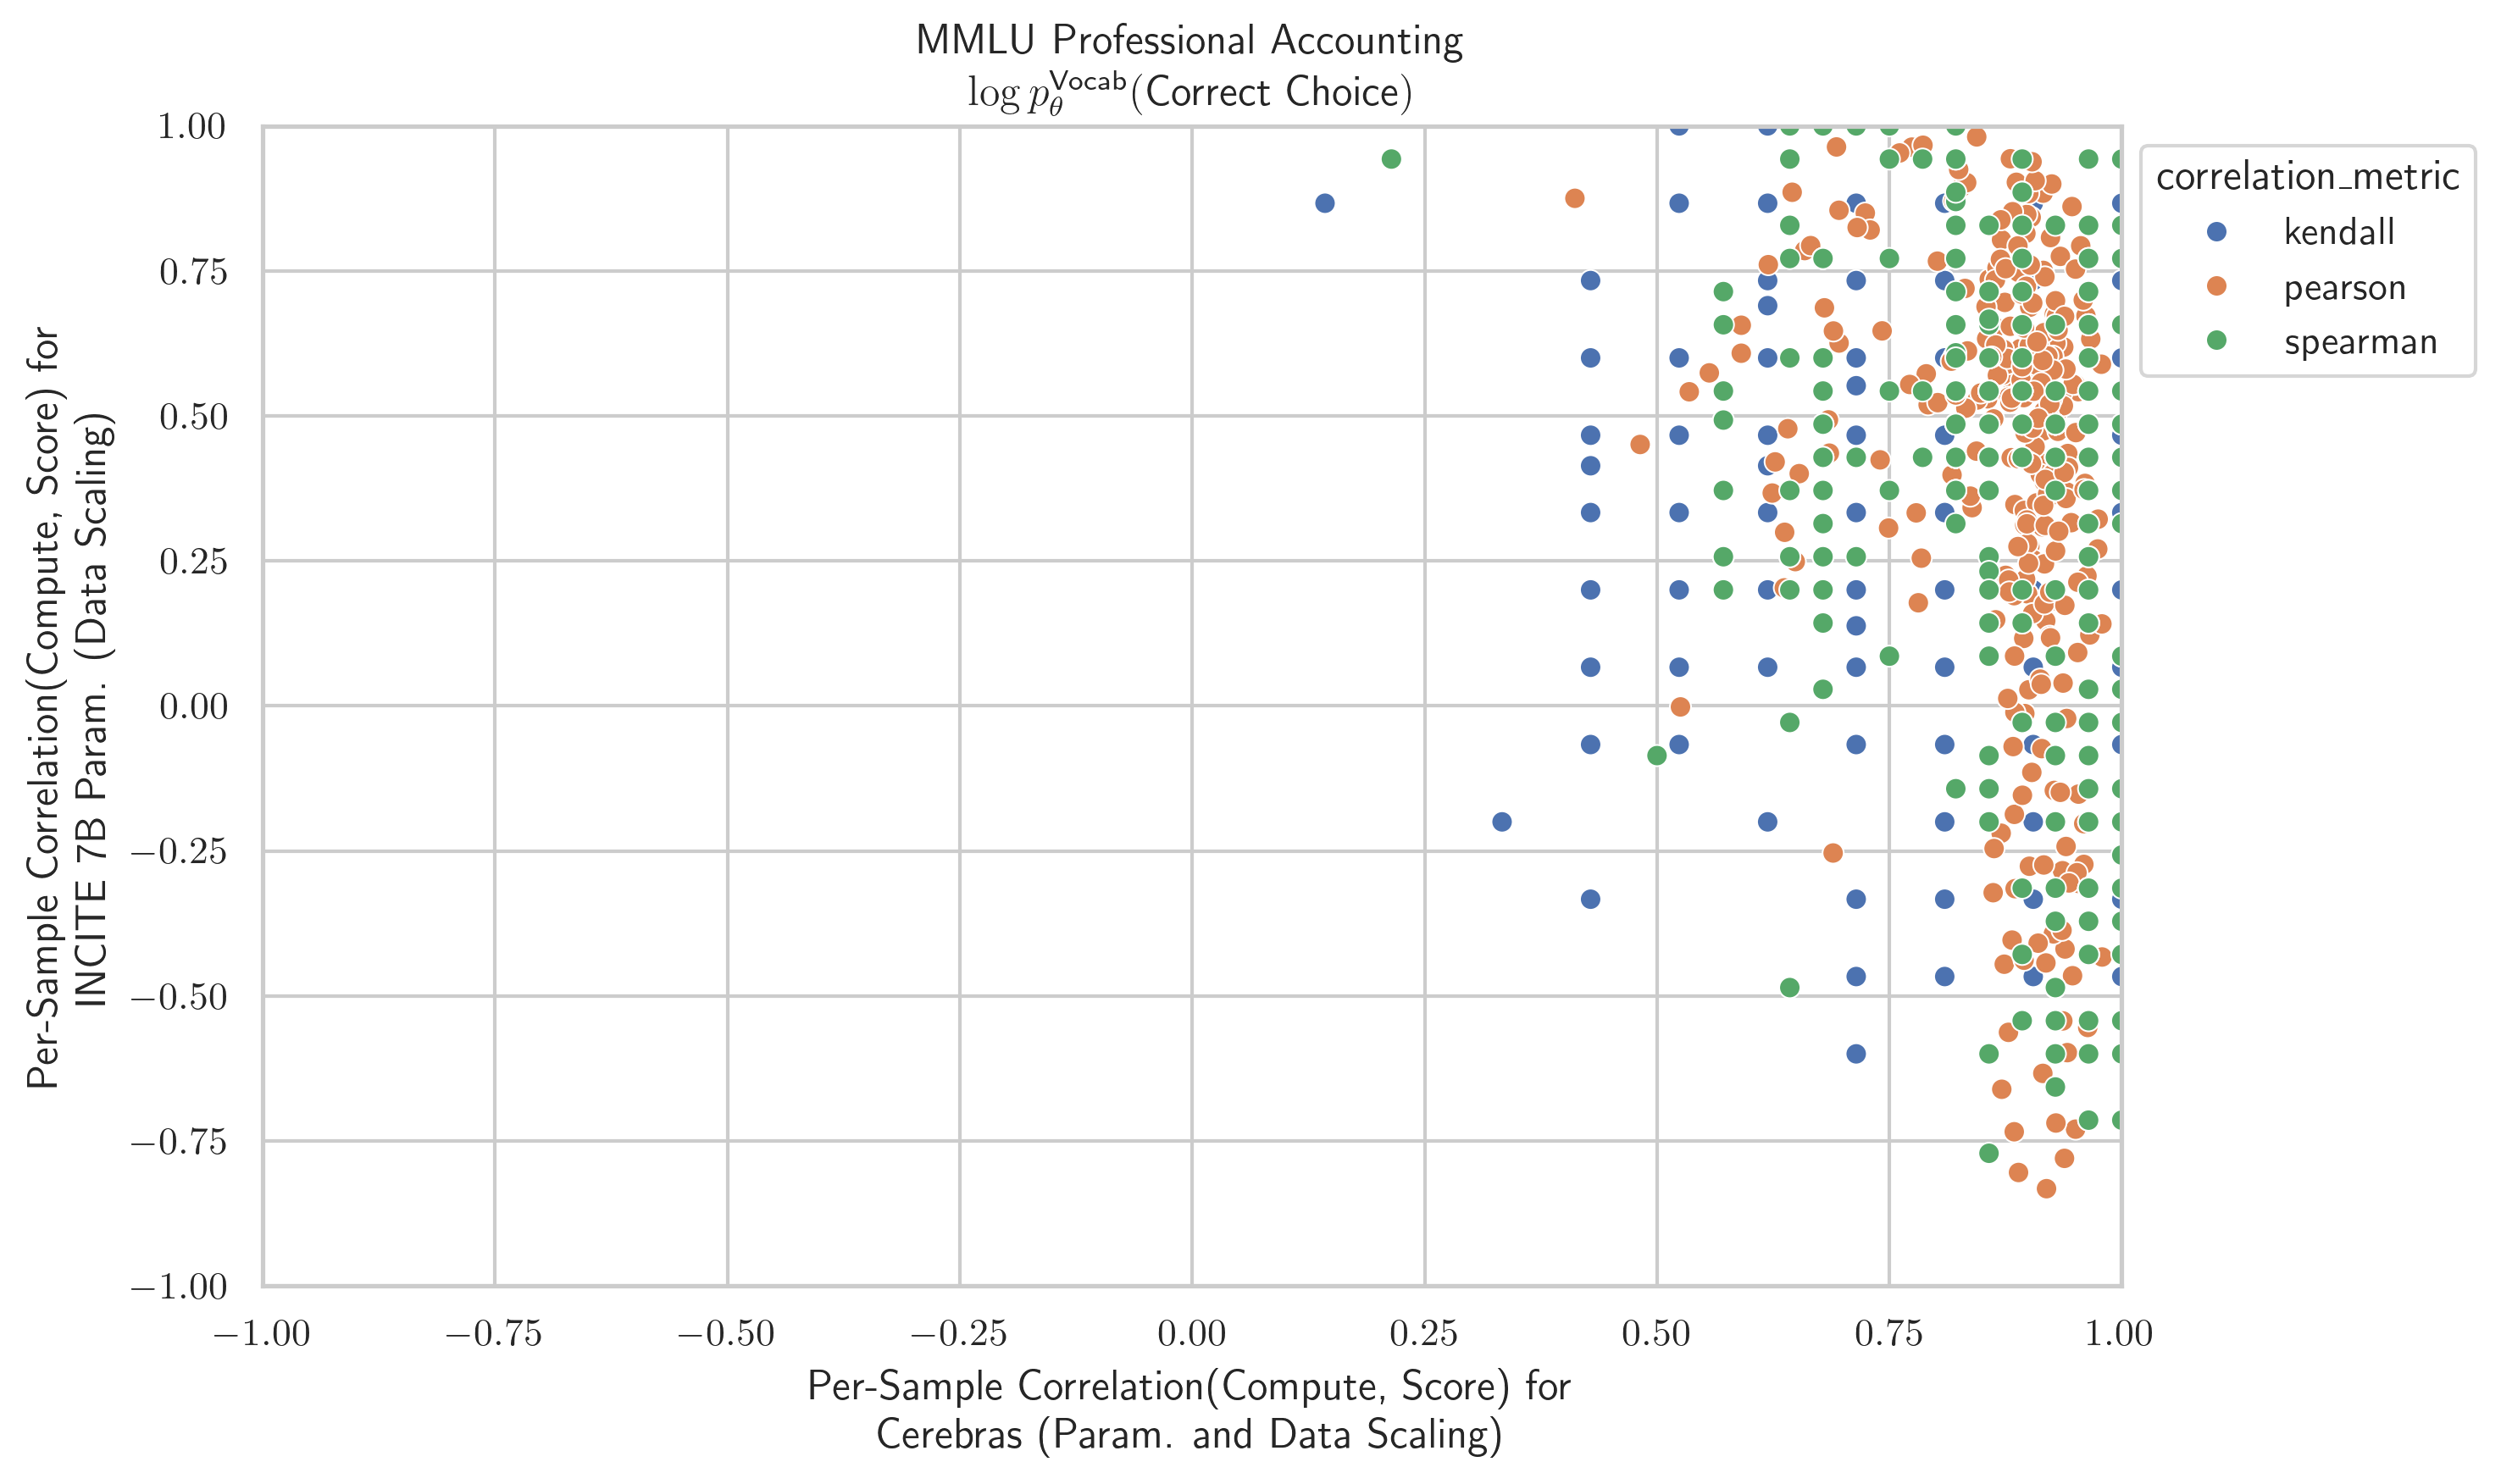 MMLU Professional Accounting
log p_θ^Vocab(Correct Choice)
Per-Sample Correlation(Compute, Score) for
INCITE 7B Param. (Data Scaling)
1.00
0.75
0.50
0.25
0.00
−0.25
−0.50
−0.75
−1.00
−1.00 −0.75 −0.50 −0.25 0.00 0.25 0.50 0.75 1.00
Per-Sample Correlation(Compute, Score) for
Cerebras (Param. and Data Scaling)
correlation_metric
kendall
pearson
spearman